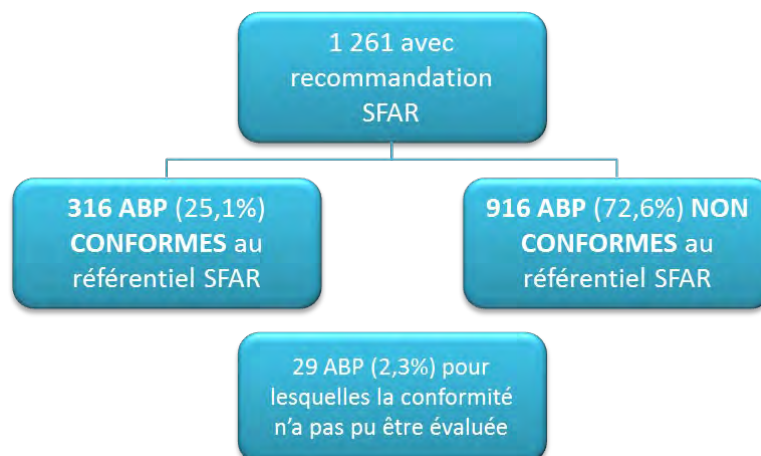 1 261 avec
recommandation
SFAR
316 ABP (25,1%)
CONFORMES au
référentiel SFAR
916 ABP (72,6%) NON
CONFORMES au
référentiel SFAR
29 ABP (2,3%) pour
lesquelles la conformité
n'a pas pu être évaluée